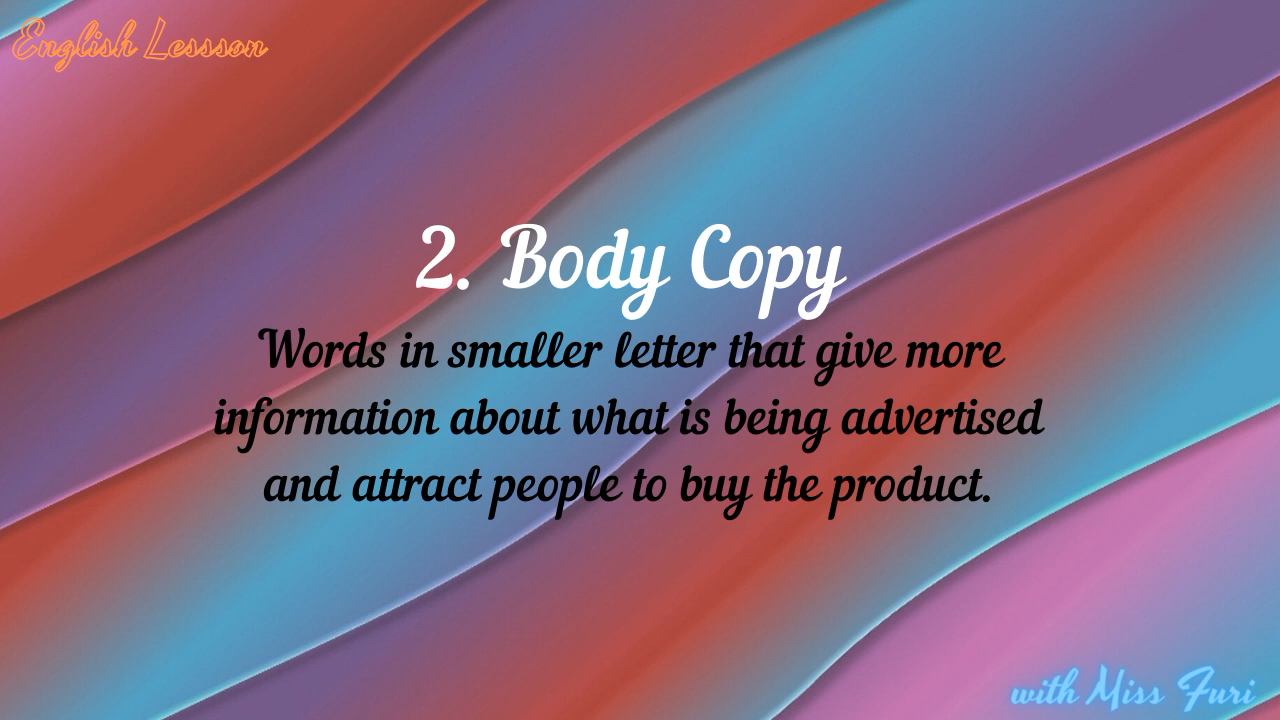 English Lessson
2. Body Copy
Words in smaller letter that give more
information about what is being advertised
and attract people to buy the product.
with Miss Furi